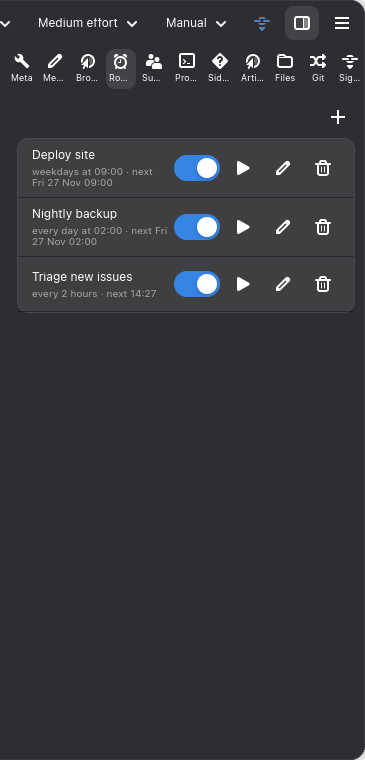 Medium effort
Manual
Meta
Me...
Bro...
Ro...
Su...
Pro...
Sid...
Arti...
Files
Git
Sig...
Deploy site
weekdays at 09:00 · next
Fri 27 Nov 09:00
Nightly backup
every day at 02:00 · next Fri
27 Nov 02:00
Triage new issues
every 2 hours · next 14:27